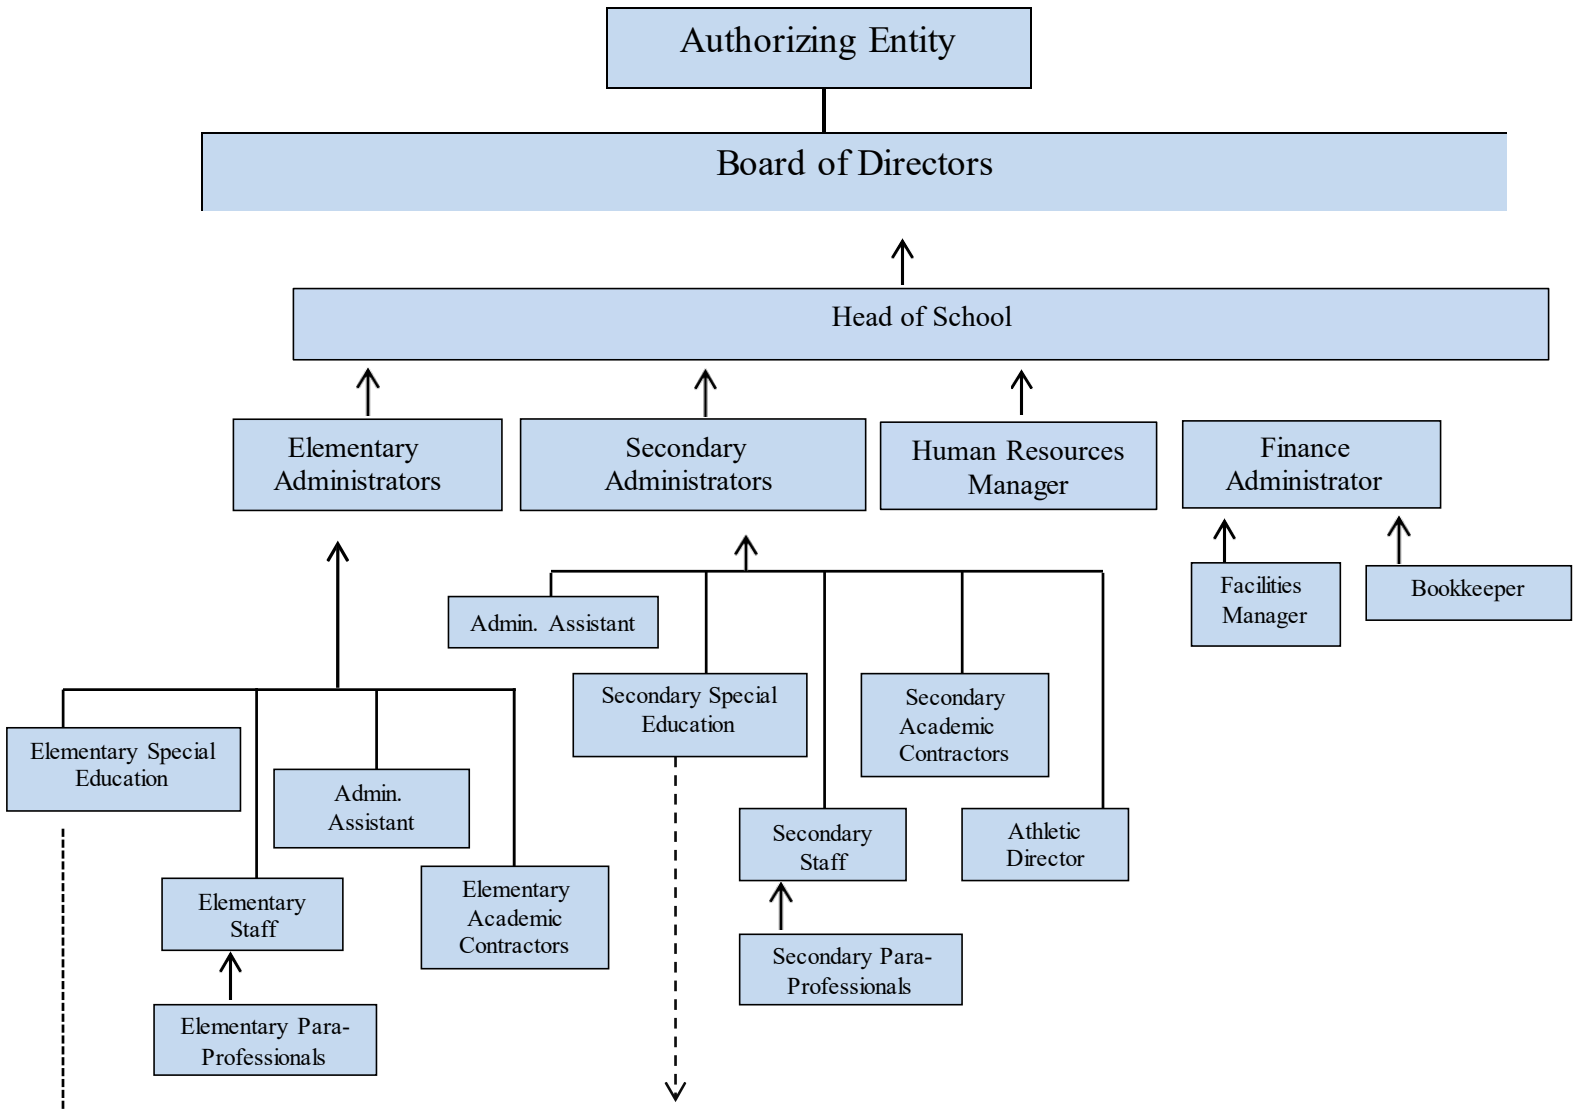 Authorizing Entity
Board of Directors
Head of School
Elementary
Administrators
Secondary
Administrators
Human Resources
Manager
Finance
Administrator
Facilities
Manager
Bookkeeper
Admin. Assistant
Secondary Special
Education
Secondary
Academic
Contractors
Elementary Special
Education
Admin.
Assistant
Secondary
Staff
Athletic
Director
Elementary
Staff
Elementary
Academic
Contractors
Secondary Para-
Professionals
Elementary Para-
Professionals